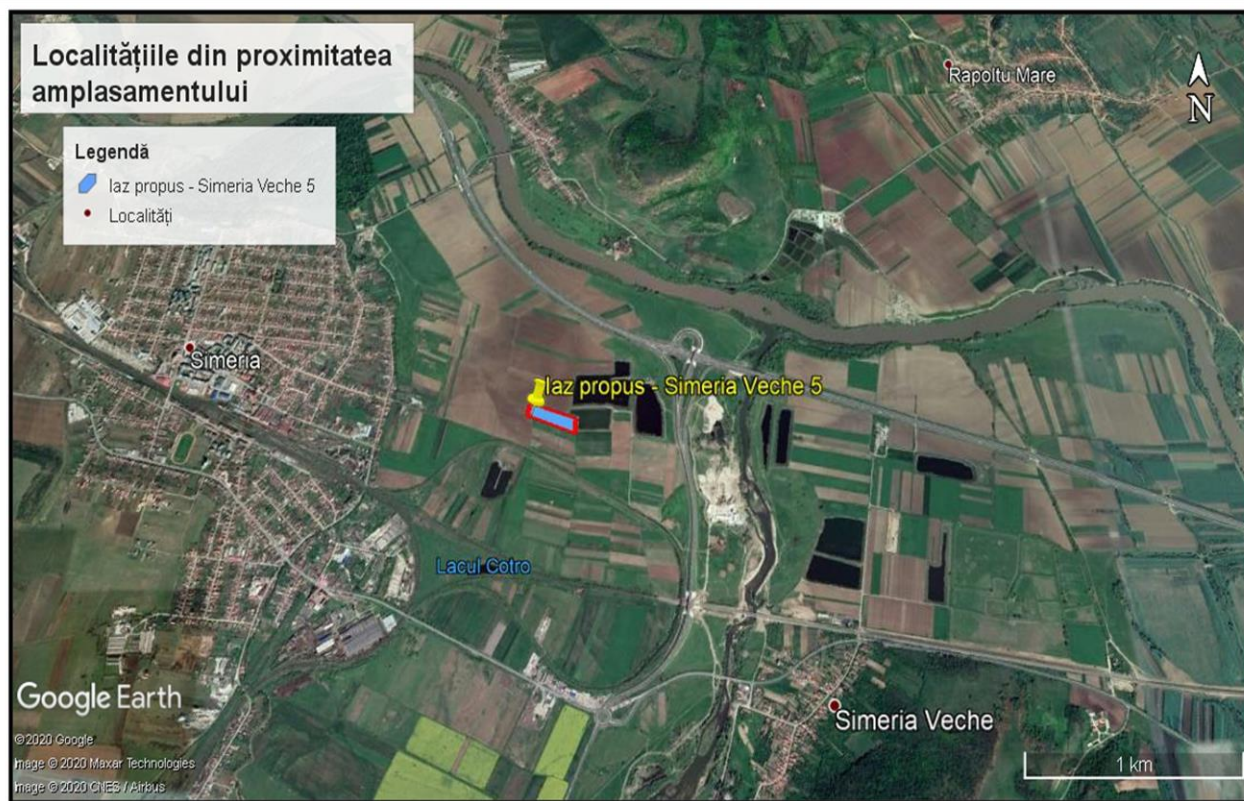 Localitățiile din proximitatea
amplasamentului
Legendă
Iaz propus - Simeria Veche 5
Localități
Rapoltu Mare
N
Simeria
Iaz propus - Simeria Veche 5
Lacul Cotro
Simeria Veche
Google Earth
©2020 Google
Image © 2020 Maxar Technologies
Image © 2020 CNES / Airbus
1 km